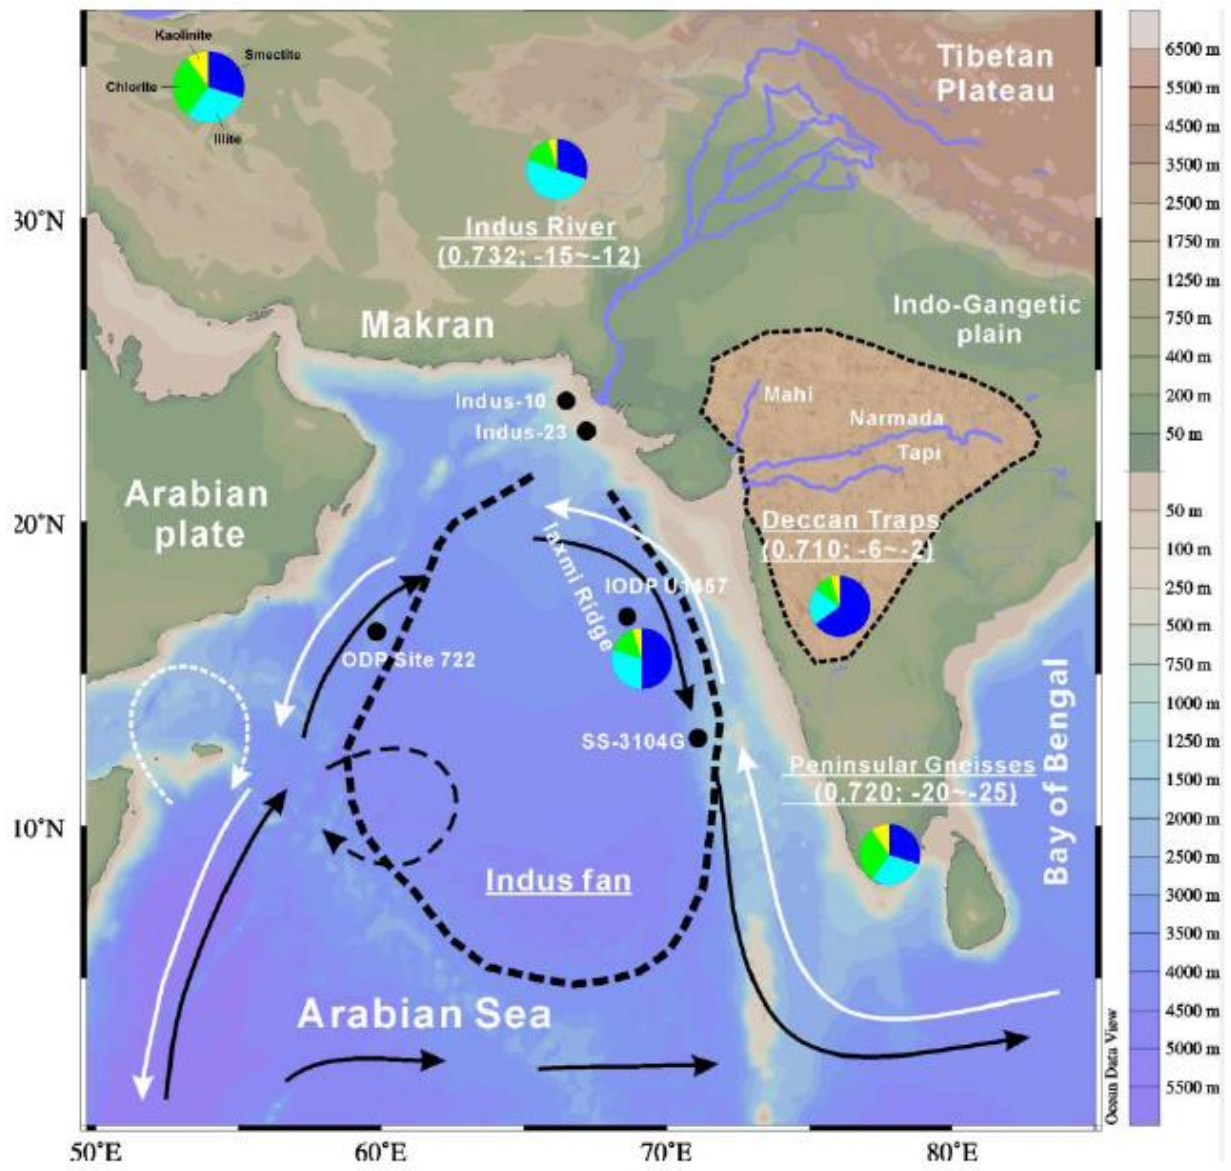 Kaolinite
Smectite
Chlorite
Illite
Tibetan
Plateau
6500 m
5500 m
4500 m
3500 m
2500 m
1750 m
1250 m
750 m
400 m
200 m
50 m
50 m
100 m
250 m
500 m
750 m
1000 m
1250 m
1500 m
2000 m
2500 m
3000 m
3500 m
4000 m
4500 m
5000 m
5500 m
30°N
20°N
10°N
Indus River
(0.732; -15~-12)
Indo-Gangetic
plain
Makran
Indus-10
Indus-23
Mahi
Narmada
Tapi
Arabian
plate
Deccan Traps
(0.710; -6~-2)
laxmi Ridge
IODP U1457
ODP Site 722
SS-3104G
Peninsular Gneisses
(0.720; -20~-25)
Bay of Bengal
Indus fan
Arabian Sea
Ocean Data View
50°E
60°E
70°E
80°E